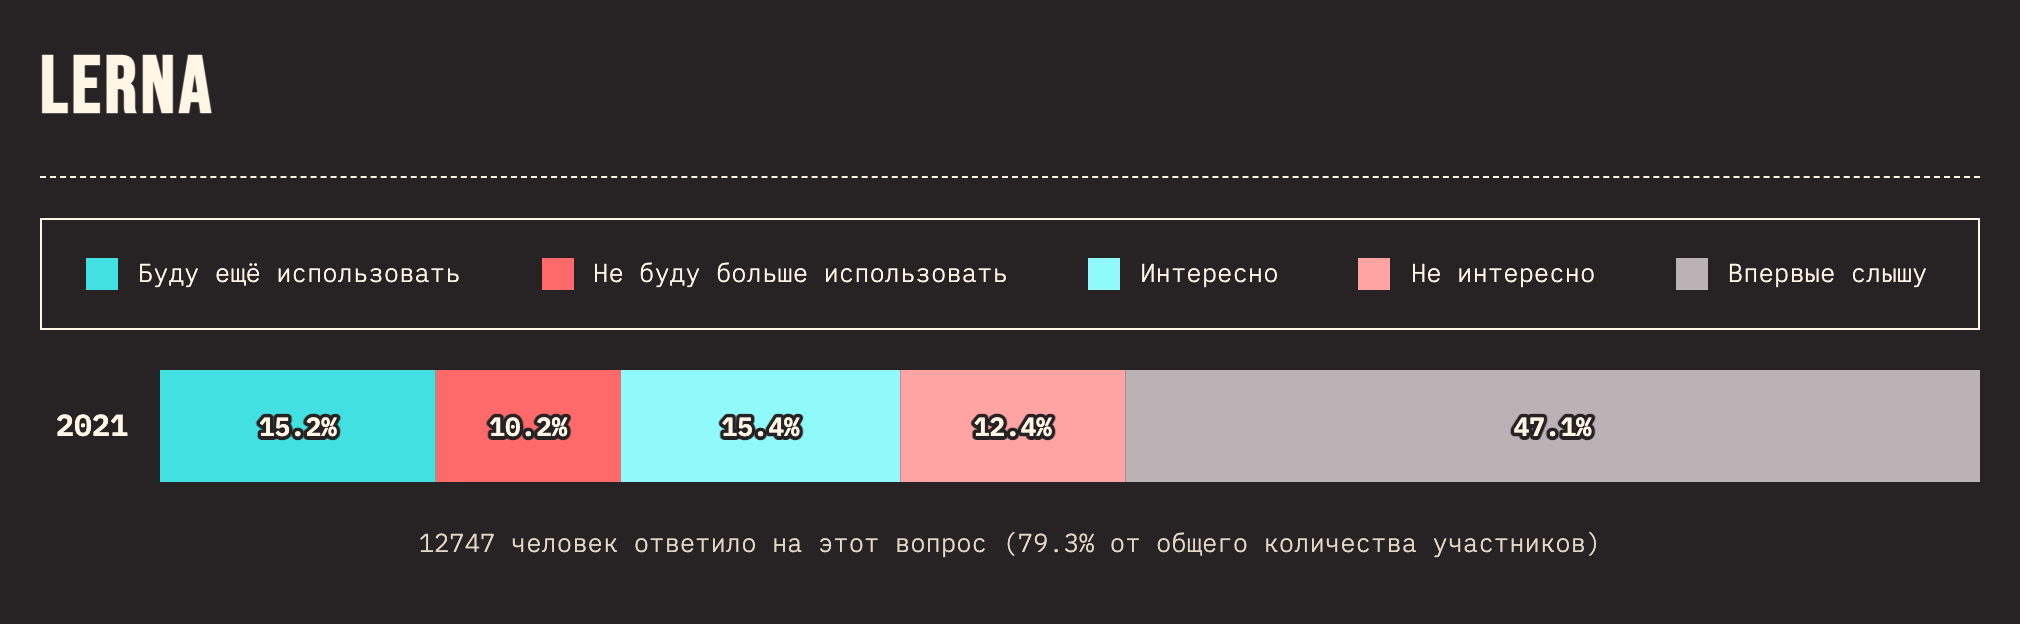 LERNA
Буду ещё использовать Не буду больше использовать Интересно Не интересно Впервые слышу
2021 15.2% 10.2% 15.4% 12.4% 47.1%
12747 человек ответило на этот вопрос (79.3% от общего количества участников)